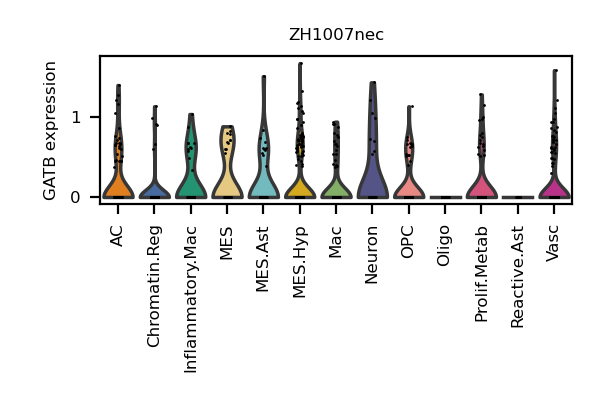 ZH1007nec
GATB expression
1
0
AC
Chromatin.Reg
Inflammatory.Mac
MES
MES.Ast
MES.Hyp
Mac
Neuron
OPC
Oligo
Prolif.Metab
Reactive.Ast
Vasc